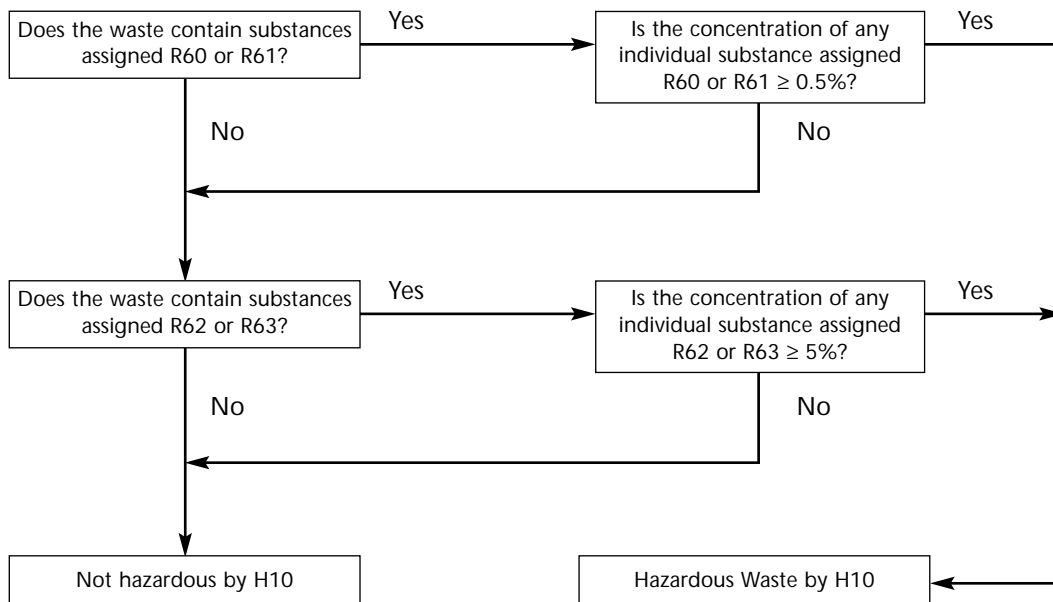 Does the waste contain substances
assigned R60 or R61?
Yes
Is the concentration of any
individual substance assigned
R60 or R61 ≥ 0.5%?
Yes
No
No
Does the waste contain substances
assigned R62 or R63?
Yes
Is the concentration of any
individual substance assigned
R62 or R63 ≥ 5%?
Yes
No
No
Not hazardous by H10
Hazardous Waste by H10